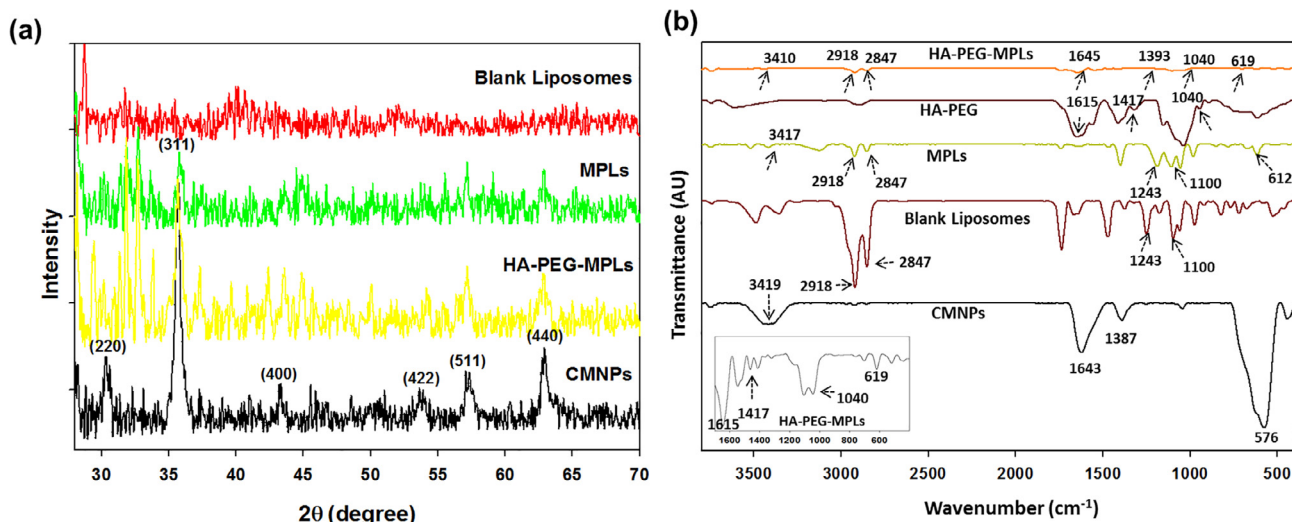 (a)
Blank Liposomes
(311)
MPLs
HA-PEG-MPLs
(220)
(400)
(422)
(511)
(440)
CMNPs
Intensity
30 35 40 45 50 55 60 65 70
2θ (degree)
(b)
3410 2918 2847 HA-PEG-MPLs 1645 1393 1040 619
HA-PEG 1615 1417 1040
3417 MPLs
2918 2847 1243 1100 612
Blank Liposomes
2918 2847 1243 1100
3419 CMNPs
1643 1387 576
1615 1417 1040 619
1600 1400 1200 1000 800 600
HA-PEG-MPLs
Transmittance (AU)
3500 3000 2500 2000 1500 1000 500
Wavenumber (cm⁻¹)